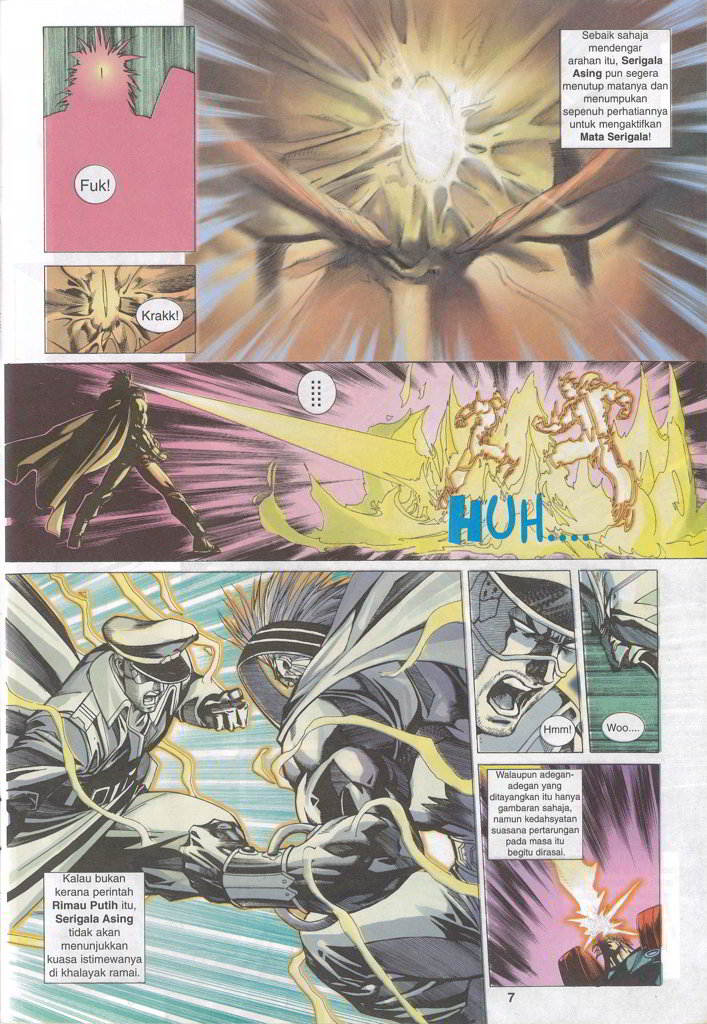 Sebaik sahaja
mendengar
arahan itu, Serigala
Asing pun segera
menutup matanya dan
menumpukan
sepenuh perhatiannya
untuk mengaktifkan
Mata Serigala!
Fuk!
Krakk!
HUH....
Hmm!
Woo....
Walaupun adegan-
adegan yang
ditayangkan itu hanya
gambaran sahaja,
namun kedahsyatan
suasana pertarungan
pada masa itu
begitu dirasai.
Kalau bukan
kerana perintah
Rimau Putih itu,
Serigala Asing
tidak akan
menunjukkan
kuasa istimewanya
di khalayak ramai.
7